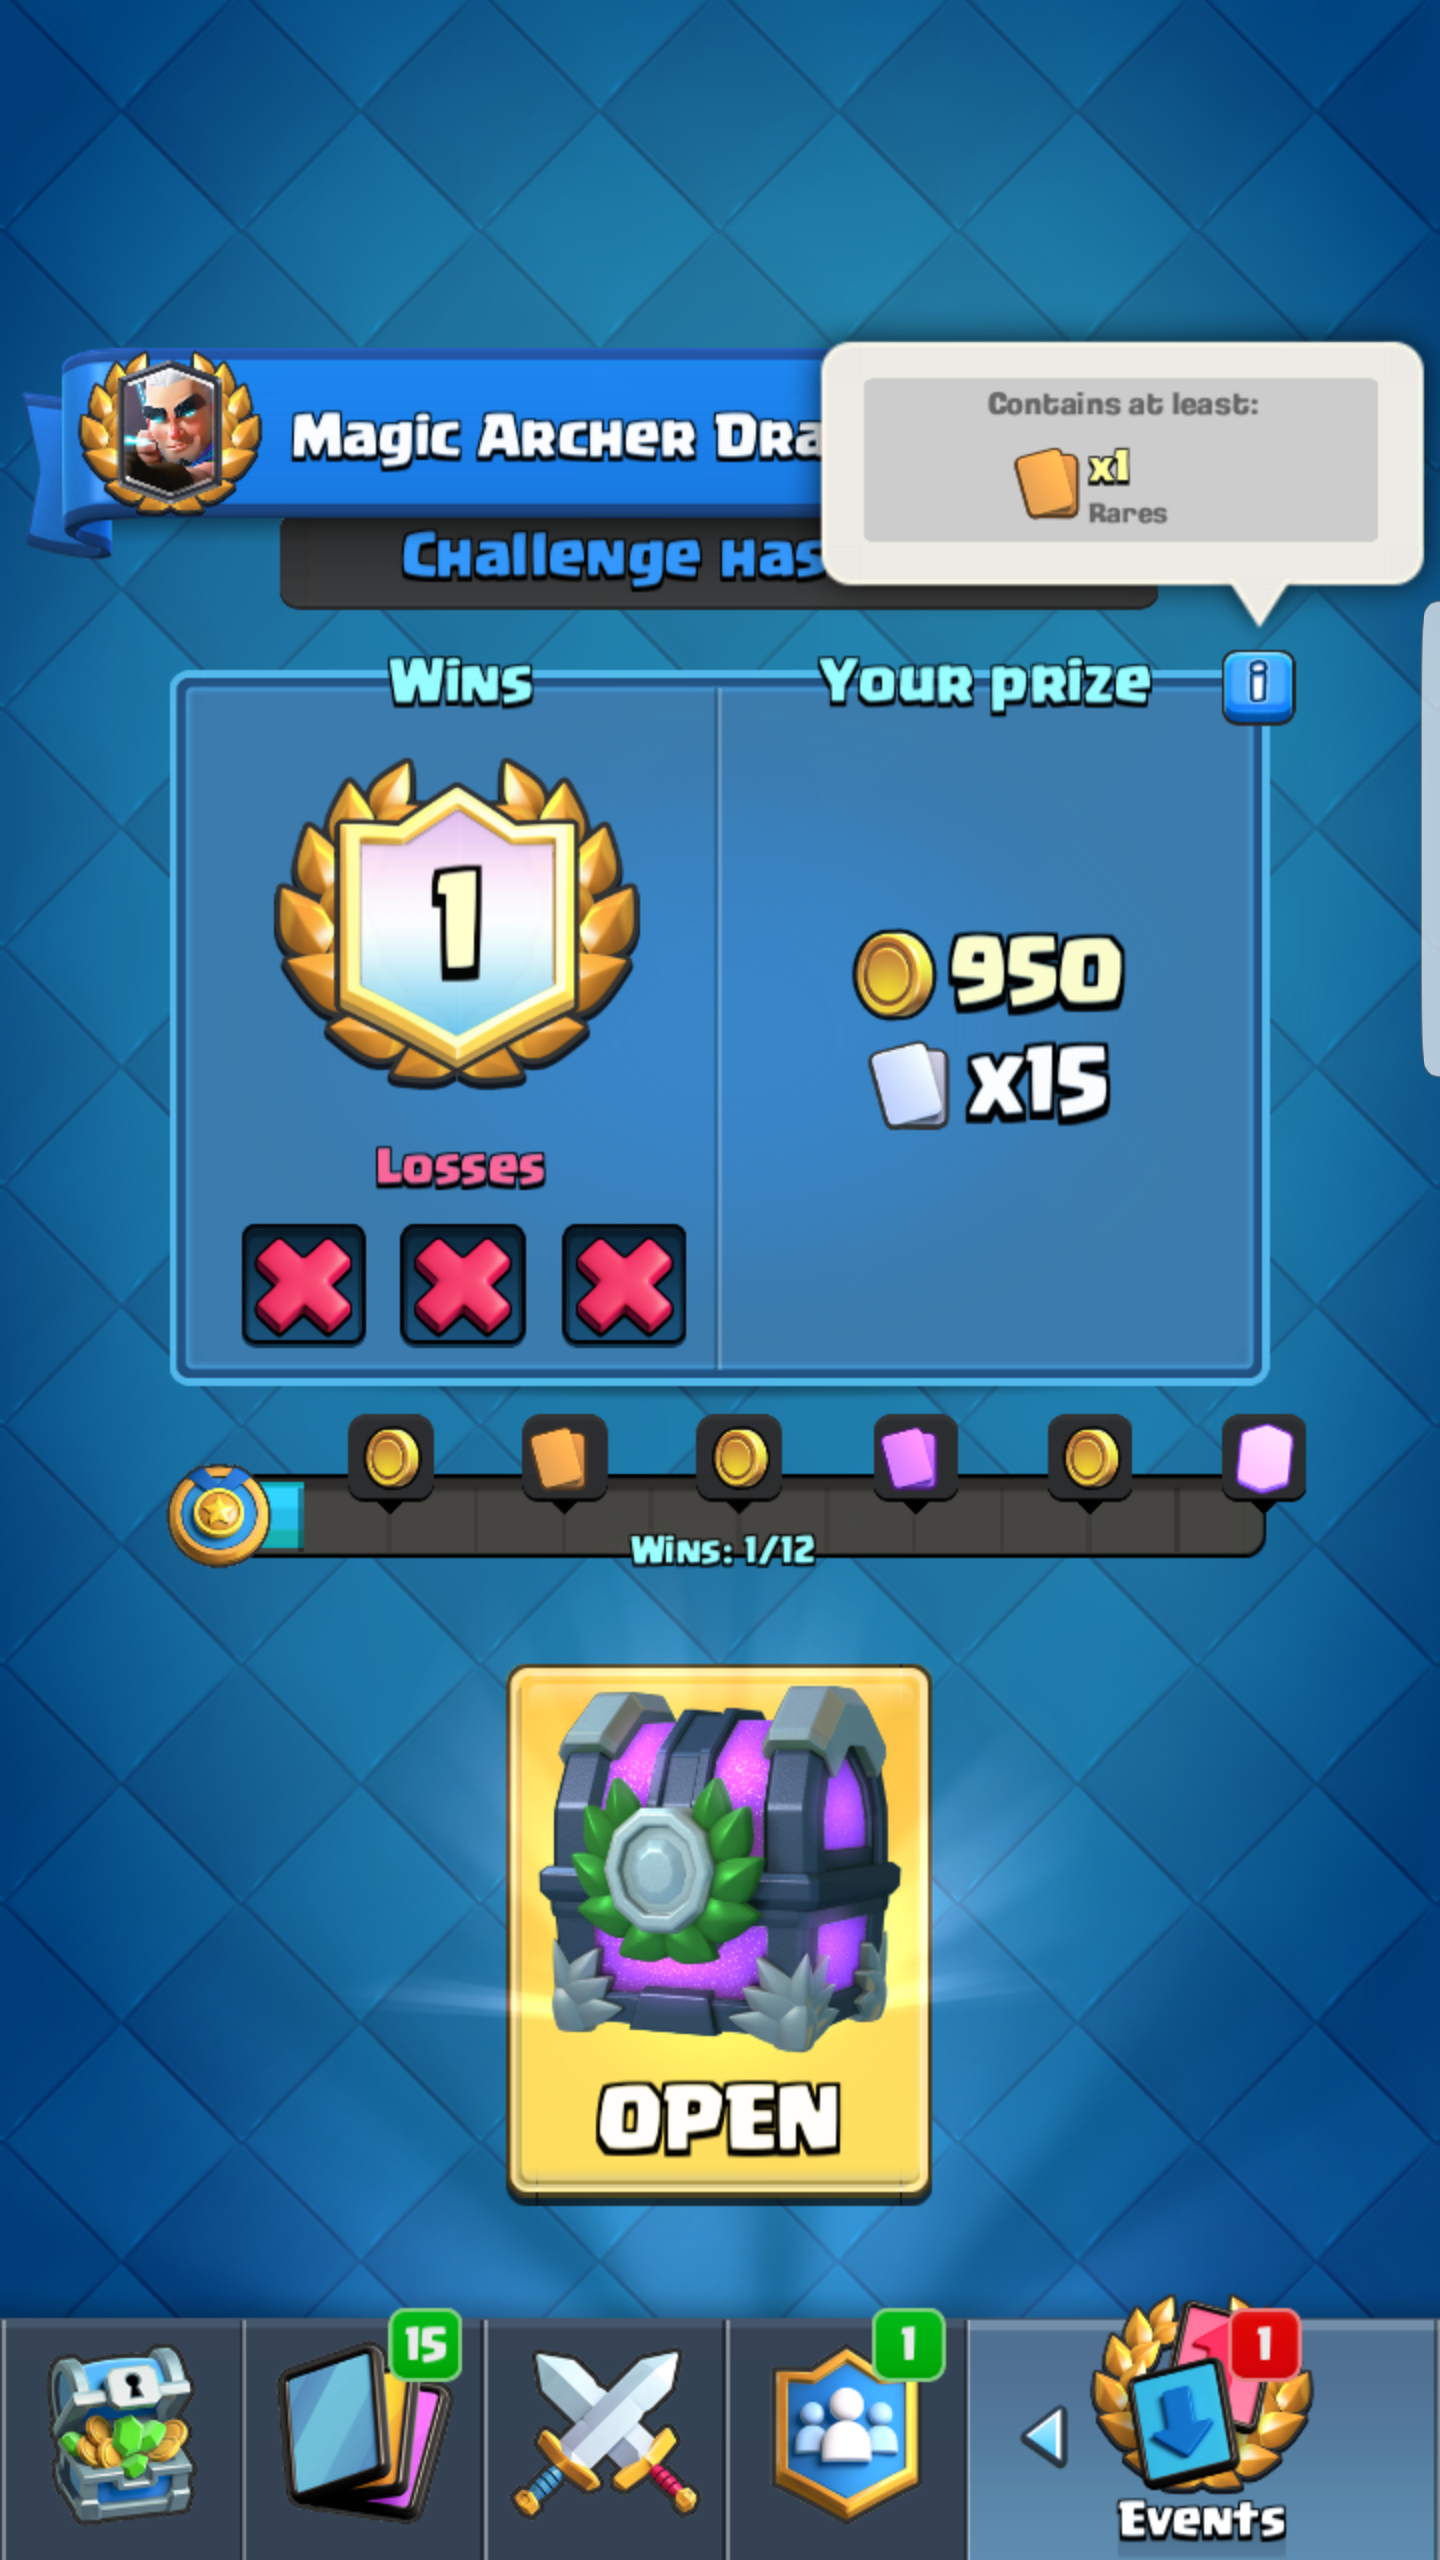 Magic Archer Dra
Contains at least:
x1
Rares
Challenge has
Wins
Your prize
i
1
950
x15
Losses
Wins: 1/12
OPEN
15
1
1
Events